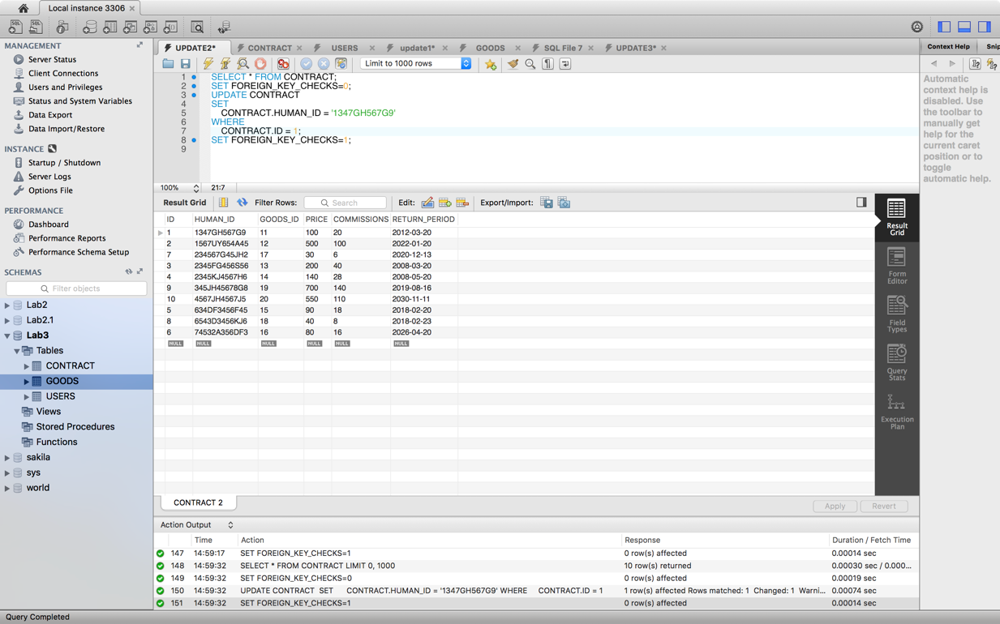 Local instance 3306
MANAGEMENT
Server Status
Client Connections
Users and Privileges
Status and System Variables
Data Export
Data Import/Restore
INSTANCE
Startup / Shutdown
Server Logs
Options File
PERFORMANCE
Dashboard
Performance Reports
Performance Schema Setup
SCHEMAS
Filter objects
Lab2
Lab2.1
Lab3
Tables
CONTRACT
GOODS
USERS
Views
Stored Procedures
Functions
sakila
sys
world
UPDATE2* CONTRACT USERS update1* GOODS SQL File 7 UPDATE3*
Limit to 1000 rows
1 SELECT * FROM CONTRACT;
2 SET FOREIGN_KEY_CHECKS=0;
3 UPDATE CONTRACT
4 SET
5 CONTRACT.HUMAN_ID = '1347GH567G9'
6 WHERE
7 CONTRACT.ID = 1;
8 SET FOREIGN_KEY_CHECKS=1;
9
100% 21:7
Result Grid Filter Rows: Search Edit: Export/Import:
ID HUMAN_ID GOODS_ID PRICE COMMISSIONS RETURN_PERIOD
1 1347GH567G9 11 100 20 2012-03-20
2 1567UY654A45 12 500 100 2022-01-20
7 234567G45JH2 17 30 6 2020-12-13
3 2345FG456S56 13 200 40 2008-03-20
4 2345KJ4567H6 14 140 28 2008-05-20
9 345JH45678G8 19 700 140 2019-08-16
10 4567JH4567J5 20 550 110 2030-11-11
5 634DF3456F45 15 90 18 2018-02-20
8 6543D3456KJ6 18 40 8 2018-02-23
6 74532A356DF3 16 80 16 2026-04-20
NULL NULL NULL NULL NULL NULL
Result
Grid
Form
Editor
Field
Types
Query
Stats
Execution
Plan
CONTRACT 2
Apply Revert
Action Output
Time Action Response Duration / Fetch Time
147 14:59:17 SET FOREIGN_KEY_CHECKS=1 0 row(s) affected 0.00014 sec
148 14:59:32 SELECT * FROM CONTRACT LIMIT 0, 1000 10 row(s) returned 0.00030 sec / 0.000...
149 14:59:32 SET FOREIGN_KEY_CHECKS=0 0 row(s) affected 0.00019 sec
150 14:59:32 UPDATE CONTRACT SET CONTRACT.HUMAN_ID = '1347GH567G9' WHERE CONTRACT.ID = 1 1 row(s) affected Rows matched: 1 Changed: 1 Warni... 0.00074 sec
151 14:59:32 SET FOREIGN_KEY_CHECKS=1 0 row(s) affected 0.00014 sec
Context Help Snip
Automatic
context help is
disabled. Use
the toolbar to
manually get
help for the
current caret
position or to
toggle
automatic help.
Query Completed